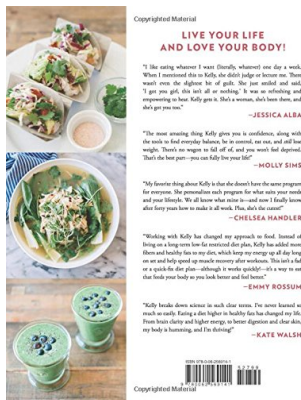 Copyrighted Material
LIVE YOUR LIFE
AND LOVE YOUR BODY!
"I like eating whatever I want (literally, whatever) one day a week.
When I mentioned this to Kelly, she didn't judge or lecture me. There
wasn't even the slightest bit of guilt. She just smiled and said,
'I got you girl, this isn't all or nothing.' It was so refreshing and
empowering to hear. Kelly gets it. She's a woman, she's been there, and
she's got you too."
—JESSICA ALBA
"The most amazing thing Kelly gives you is confidence, along with
the tools to find everyday balance, be in control, eat out, and still lose
weight. There's no wagon to fall off of, and you won't feel deprived.
That's the best part—you can fully live your life!"
—MOLLY SIMS
"My favorite thing about Kelly is that she doesn't have the same program
for everyone. She personalizes each program for what suits your needs
and your lifestyle. We all know what mine is—and now I finally know
after forty years how to make it all work. Plus, she's the cutest!"
—CHELSEA HANDLER
"Working with Kelly has changed my approach to food. Instead of
living on a long-term low-fat restricted diet plan, Kelly has added more
fibers and healthy fats to my diet, which keep my energy up all day long
on set and help speed up muscle recovery after workouts. This isn't a fad
or a quick-fix diet plan—although it works quickly!—it's a way to eat
that feeds your body so you look better and feel better."
—EMMY ROSSUM
"Kelly breaks down science in such clear terms. I've never learned so
much so easily. Eating a diet higher in healthy fats has changed my life.
From brain clarity and higher energy, to better digestion and clear skin,
my body is humming, and I'm thriving!"
—KATE WALSH
52799
Copyrighted Material